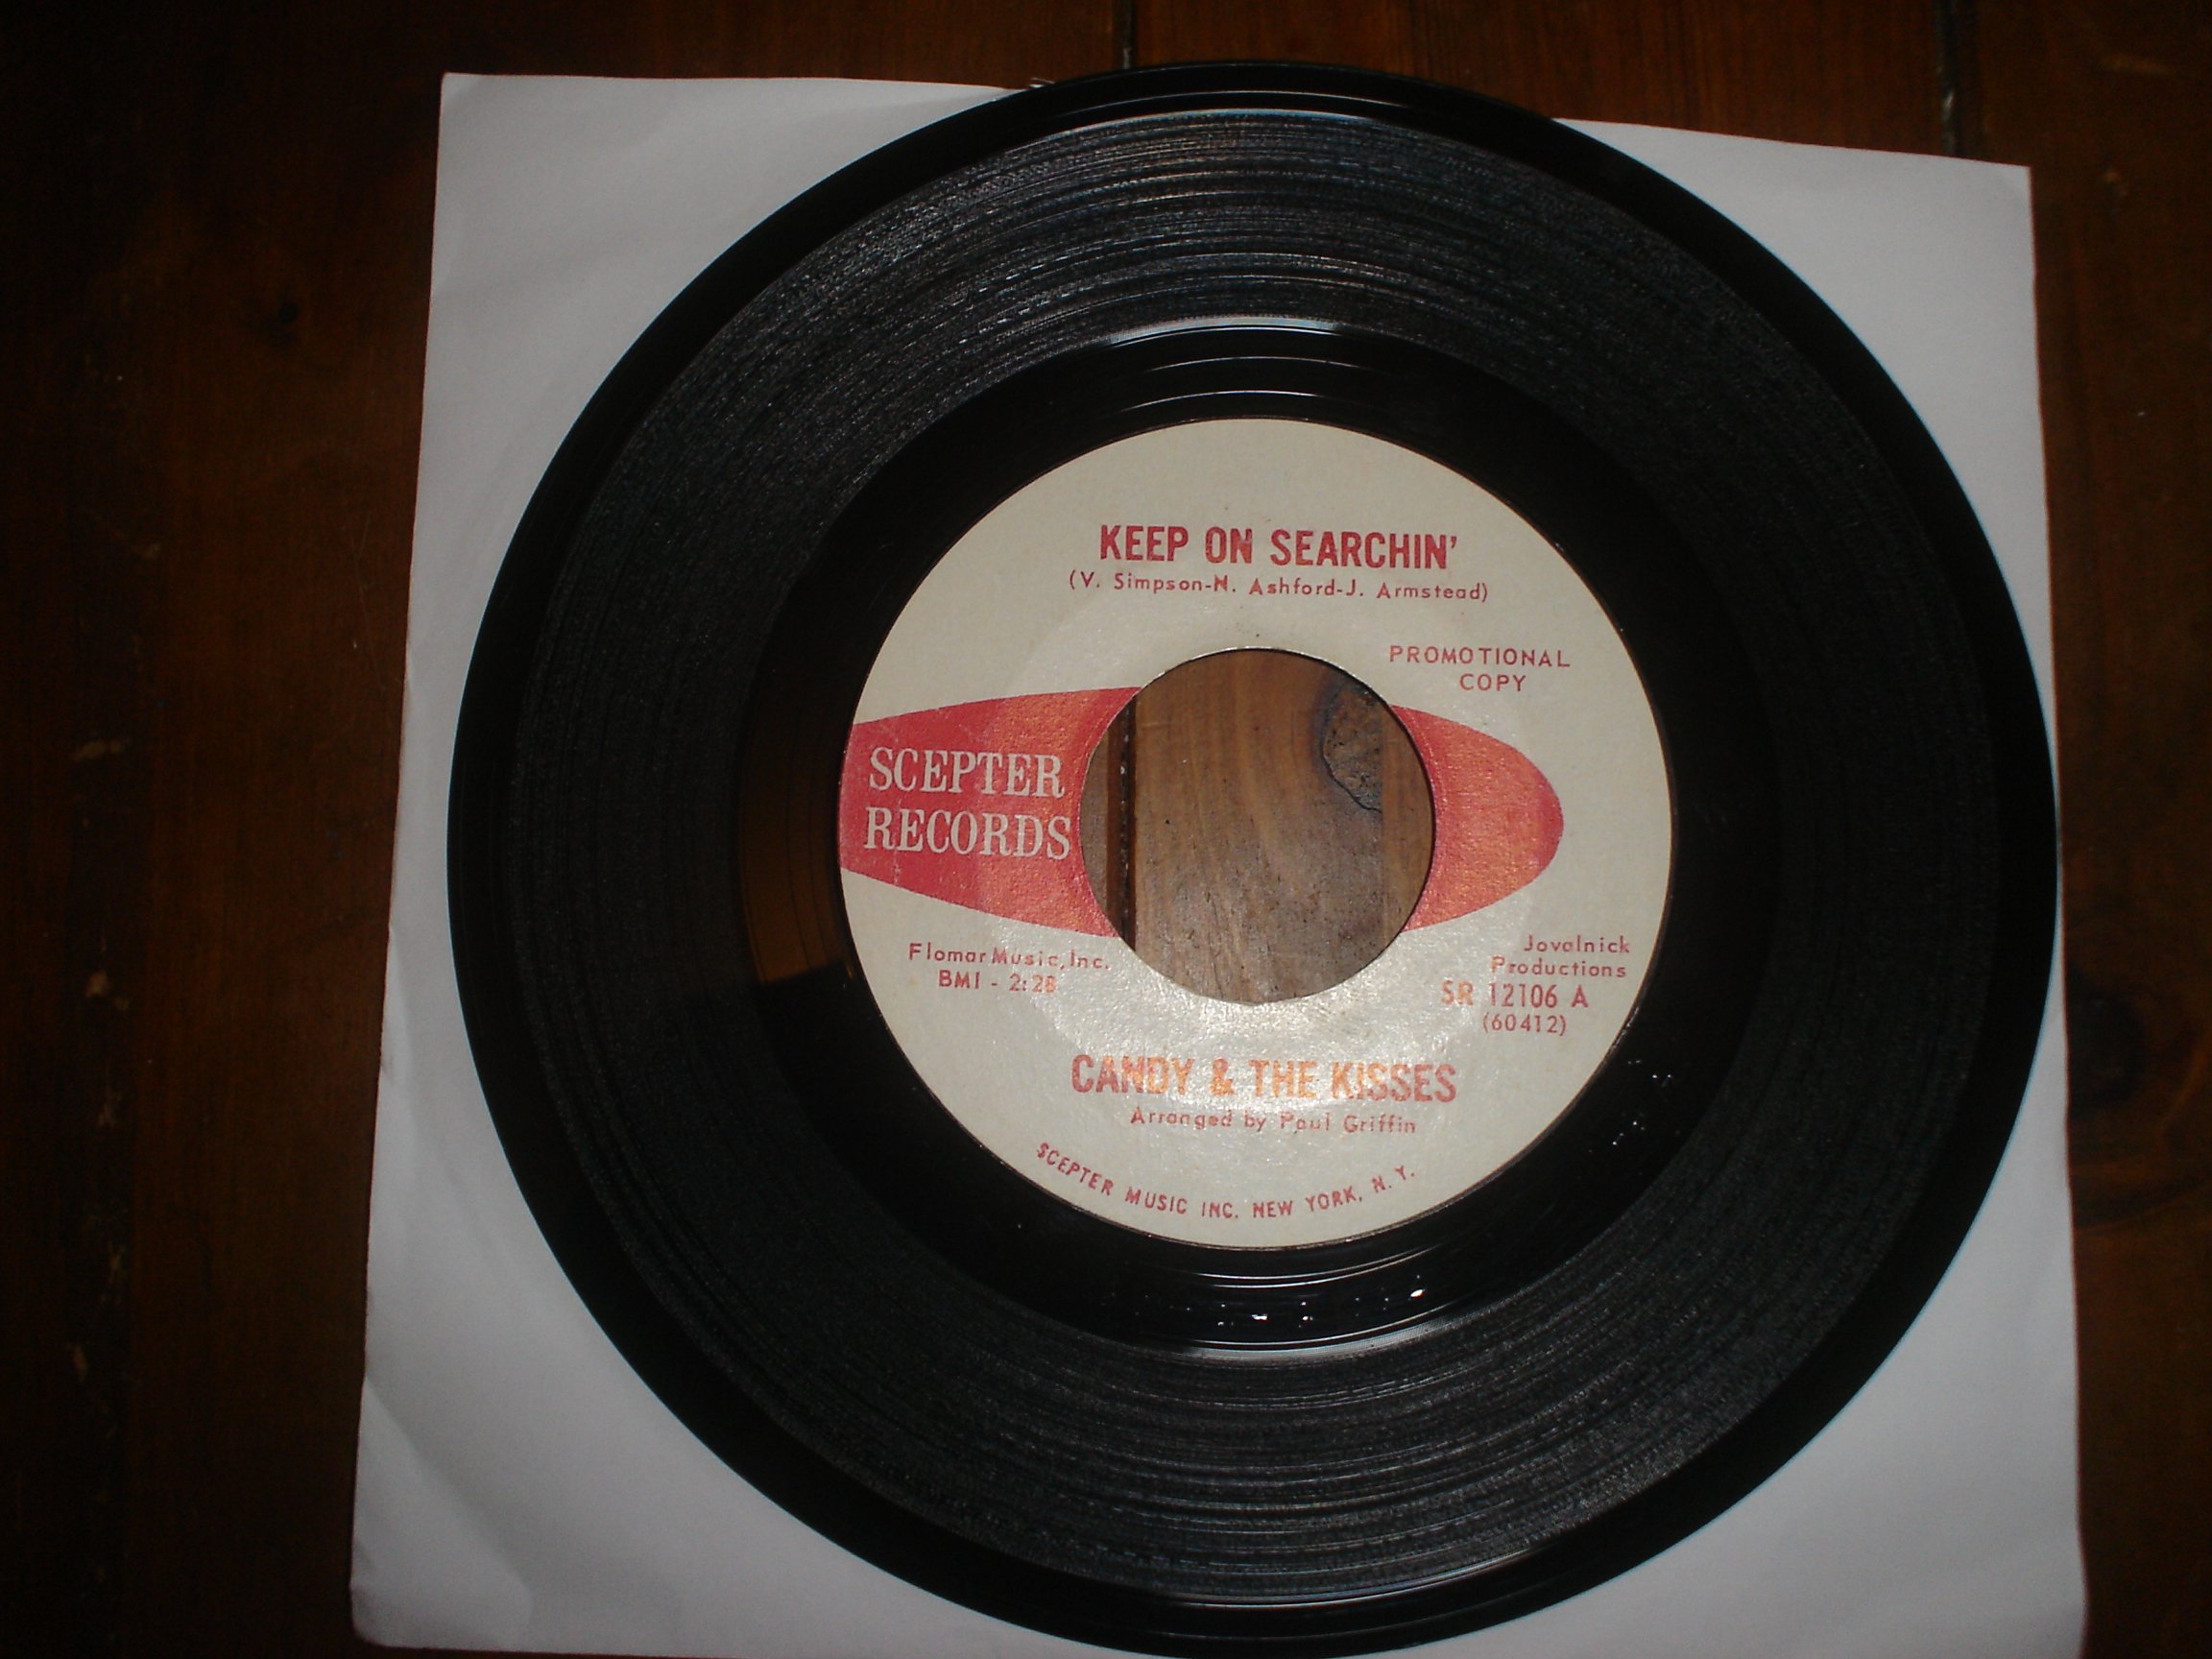 KEEP ON SEARCHIN'
(V. Simpson-N. Ashford-J. Armstead)
PROMOTIONAL
COPY
SCEPTER
RECORDS
Flomar Music, Inc.
BMI - 2:28
Jovalnick
Productions
SR 12106 A
(60412)
CANDY & THE KISSES
Arranged by Paul Griffin
SCEPTER MUSIC INC. NEW YORK, N. Y.